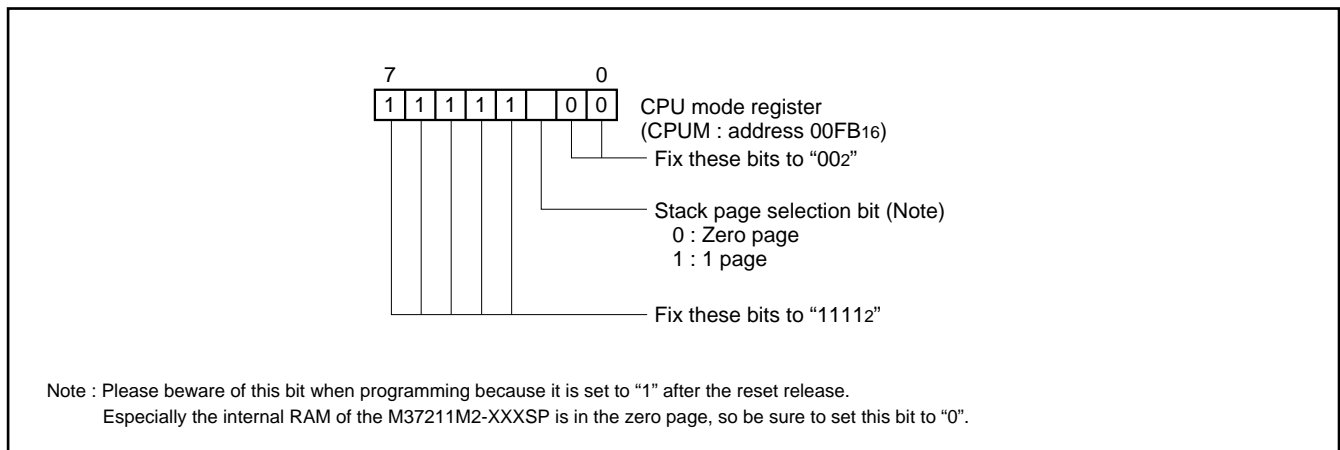 7 0
1 1 1 1 1 0 0 CPU mode register
(CPUM : address 00FB16)
Fix these bits to “002”
Stack page selection bit (Note)
0 : Zero page
1 : 1 page
Fix these bits to “11112”
Note : Please beware of this bit when programming because it is set to “1” after the reset release.
Especially the internal RAM of the M37211M2-XXXSP is in the zero page, so be sure to set this bit to “0”.